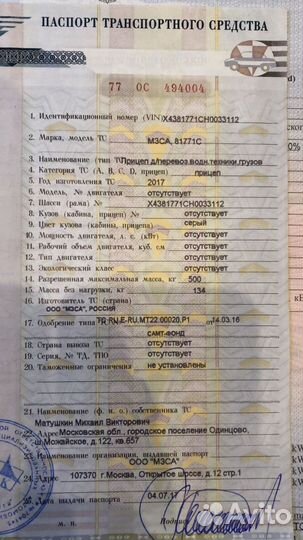 ПАСПОРТ ТРАНСПОРТНОГО СРЕДСТВА
77 ОС 494004
1. Идентификационный номер (VIN) X4381771CH0033112
2. Марка, модель ТС МЗСА, 81771С
3. Наименование (тип ТС) Прицеп д/перевоз.водн.техники,грузов
4. Категория ТС (А, В, С, D, прицеп) прицеп
5. Год изготовления ТС 2017
6. Модель, № двигателя отсутствует
7. Шасси (рама) № X4381771CH0033112
8. Кузов (кабина, прицеп) № отсутствует
9. Цвет кузова (кабины, прицепа) серый
10. Мощность двигателя, л. с. (кВт) отсутствует
11. Рабочий объем двигателя, куб. см отсутствует
12. Тип двигателя отсутствует
13. Экологический класс отсутствует
14. Разрешенная максимальная масса, кг 500
15. Масса без нагрузки, кг 134
16. Изготовитель ТС (страна)
ООО "МЗСА", РОССИЯ
17. Одобрение типа ТС RU.E-RU.МТ22.00020.Р1 от 14.03.16
САМТ-ФОНД
18. Страна вывоза ТС отсутствует
19. Серия, № ТД, ТПО отсутствует
20. Таможенные ограничения не установлены
21. Наименование (ф. и. о.) собственника ТС
Матушкин Михаил Викторович
22. Адрес Московская обл., городское поселение Одинцово,
ш Можайское, д.122, кв.657
23. Наименование организации, выдавшей паспорт
ООО "МЗСА"
24. Адрес 107370 г.Москва, Открытое шоссе, д.12 стр.1
25. Дата выдачи паспорта 04.07.17
М. П. Подпись
Avito